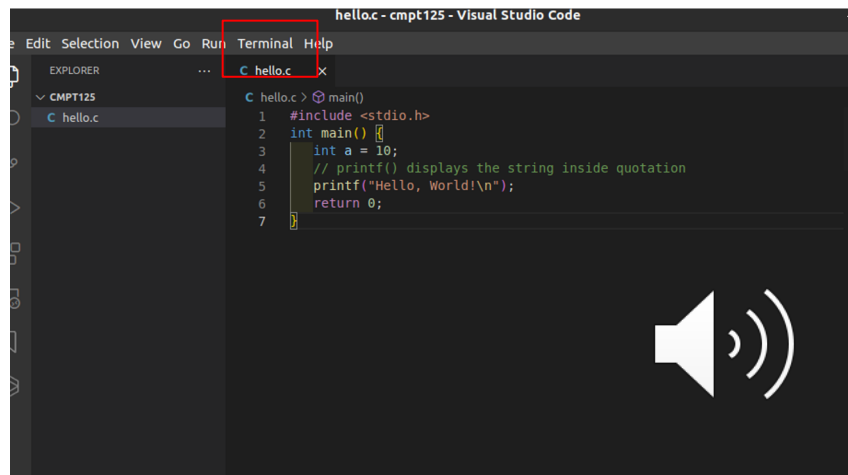 hello.c - cmpt125 - Visual Studio Code
e Edit Selection View Go Run Terminal Help
EXPLORER ... C hello.c ×
CMPT125
C hello.c
C hello.c > main()
1 #include <stdio.h>
2 int main() {
3 int a = 10;
4 // printf() displays the string inside quotation
5 printf("Hello, World!\n");
6 return 0;
7 }